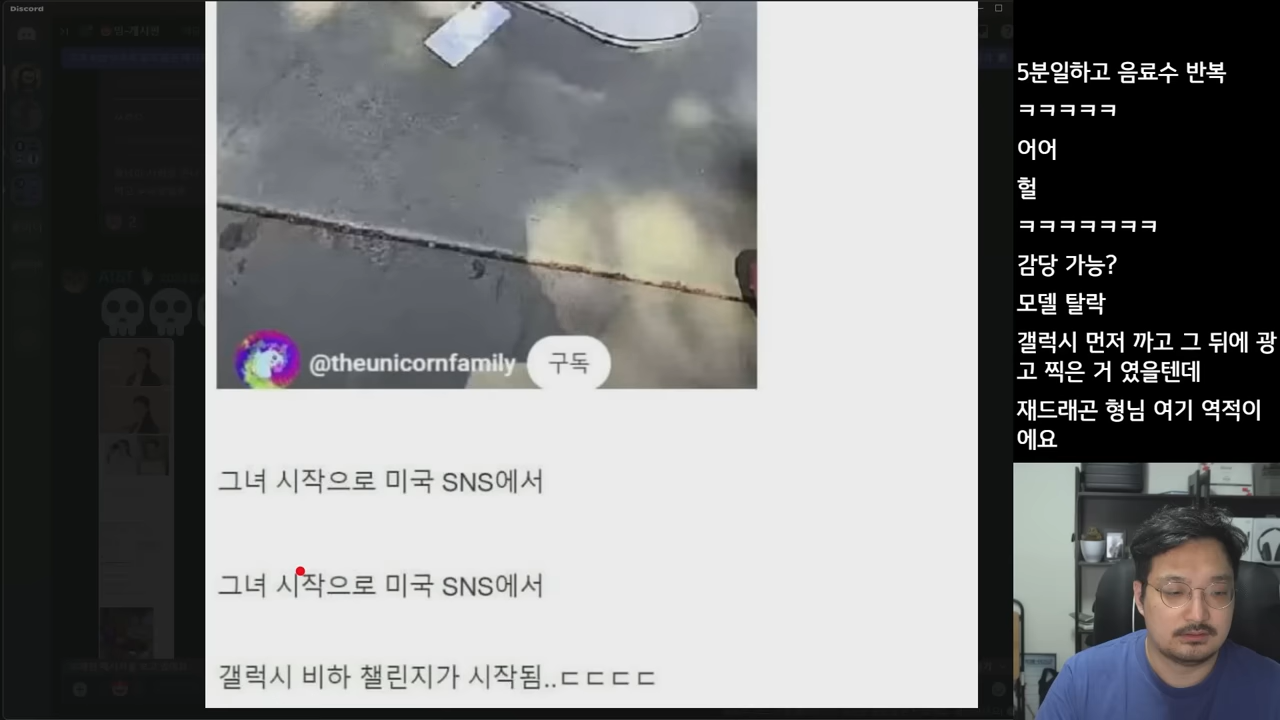 Discord
@theunicornfamily
구독
그녀 시작으로 미국 SNS에서
그녀 시작으로 미국 SNS에서
갤럭시 비하 챌린지가 시작됨..ㄷㄷㄷㄷ
5분일하고 음료수 반복
ㅋㅋㅋㅋㅋ
어어
헐
ㅋㅋㅋㅋㅋㅋㅋ
감당 가능?
모델 탈락
갤럭시 먼저 까고 그 뒤에 광
고 찍은 거 였을텐데
재드래곤 형님 여기 역적이
에요